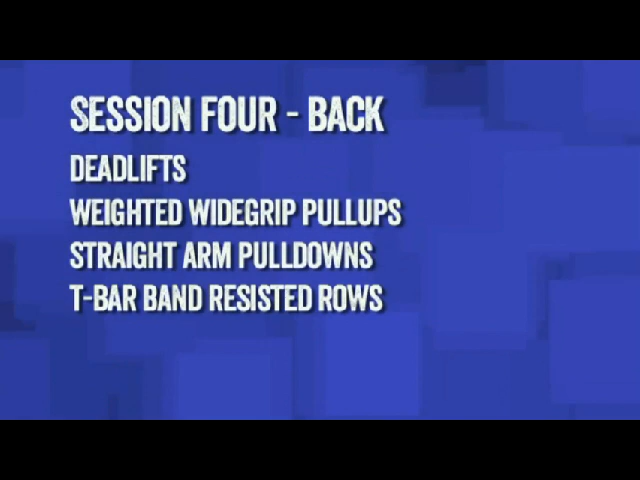 SESSION FOUR - BACK
DEADLIFTS
WEIGHTED WIDEGRIP PULLUPS
STRAIGHT ARM PULLDOWNS
T-BAR BAND RESISTED ROWS